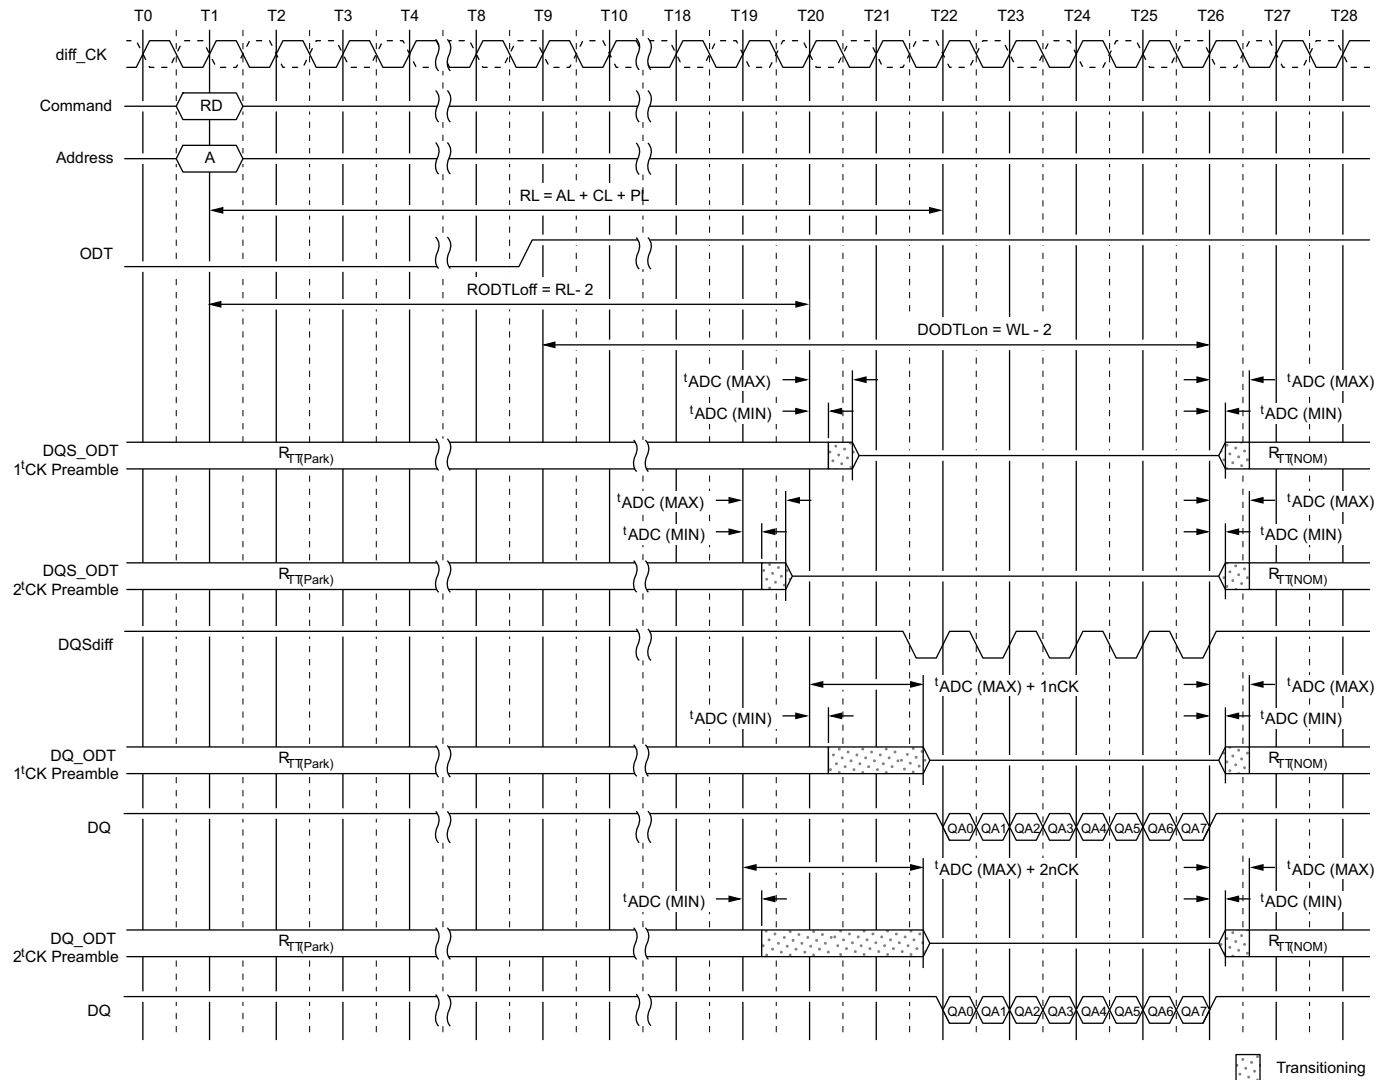 T0 T1 T2 T3 T4 T8 T9 T10 T18 T19 T20 T21 T22 T23 T24 T25 T26 T27 T28
diff_CK
Command RD
Address A
RL = AL + CL + PL
ODT
RODTLoff = RL- 2
DODTLon = WL - 2
tADC (MAX) tADC (MAX)
tADC (MIN) tADC (MIN)
DQS_ODT
1tCK Preamble RTT(Park) RTT(NOM)
tADC (MAX) tADC (MAX)
tADC (MIN) tADC (MIN)
DQS_ODT
2tCK Preamble RTT(Park) RTT(NOM)
DQSdiff
tADC (MAX) + 1nCK tADC (MAX)
tADC (MIN) tADC (MIN)
DQ_ODT
1tCK Preamble RTT(Park) RTT(NOM)
DQ QA0 QA1 QA2 QA3 QA4 QA5 QA6 QA7
tADC (MAX) + 2nCK tADC (MAX)
tADC (MIN) tADC (MIN)
DQ_ODT
2tCK Preamble RTT(Park) RTT(NOM)
DQ QA0 QA1 QA2 QA3 QA4 QA5 QA6 QA7
Transitioning